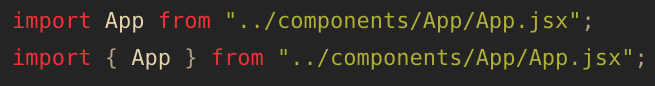 import App from "../components/App/App.jsx";
import { App } from "../components/App/App.jsx";